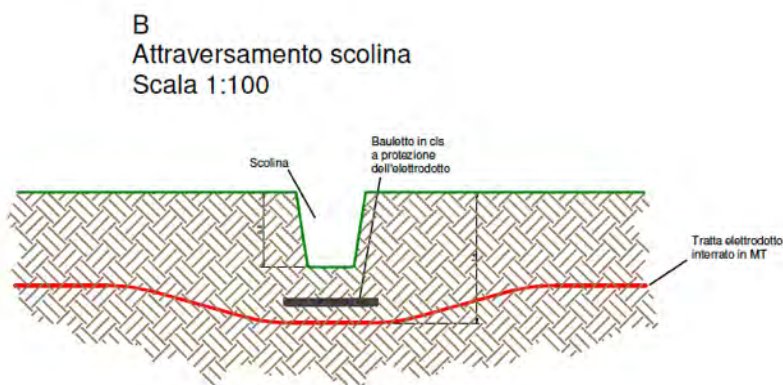 B
Attraversamento scolina
Scala 1:100
Scolina
Bauletto in cls
a protezione
dell'elettrodotto
Tratta elettrodotto
interrato in MT